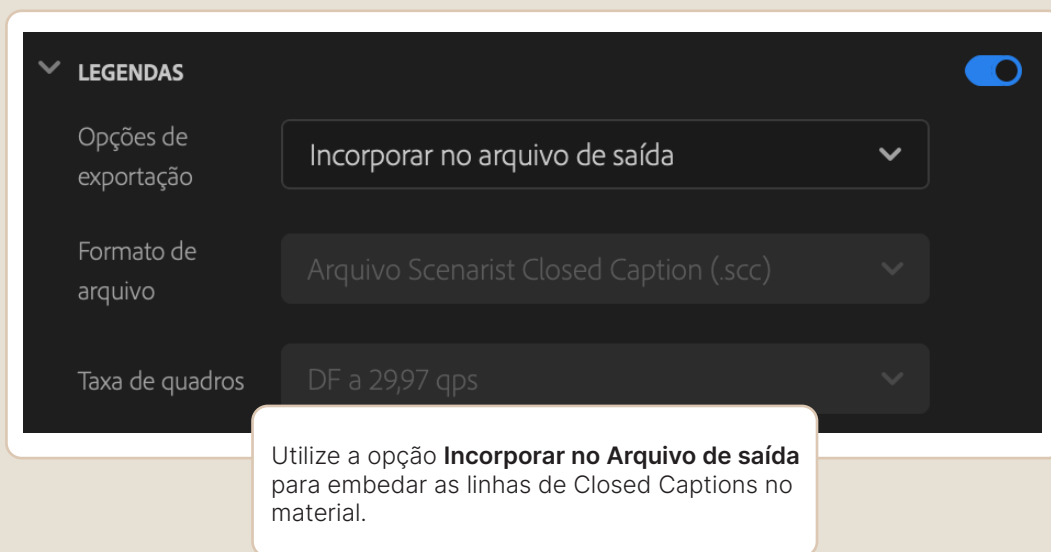 LEGENDAS
Opções de
exportação
Incorporar no arquivo de saída
Formato de
arquivo
Arquivo Scenarist Closed Caption (.scc)
Taxa de quadros
DF a 29,97 qps
Utilize a opção Incorporar no Arquivo de saída
para embedar as linhas de Closed Captions no
material.